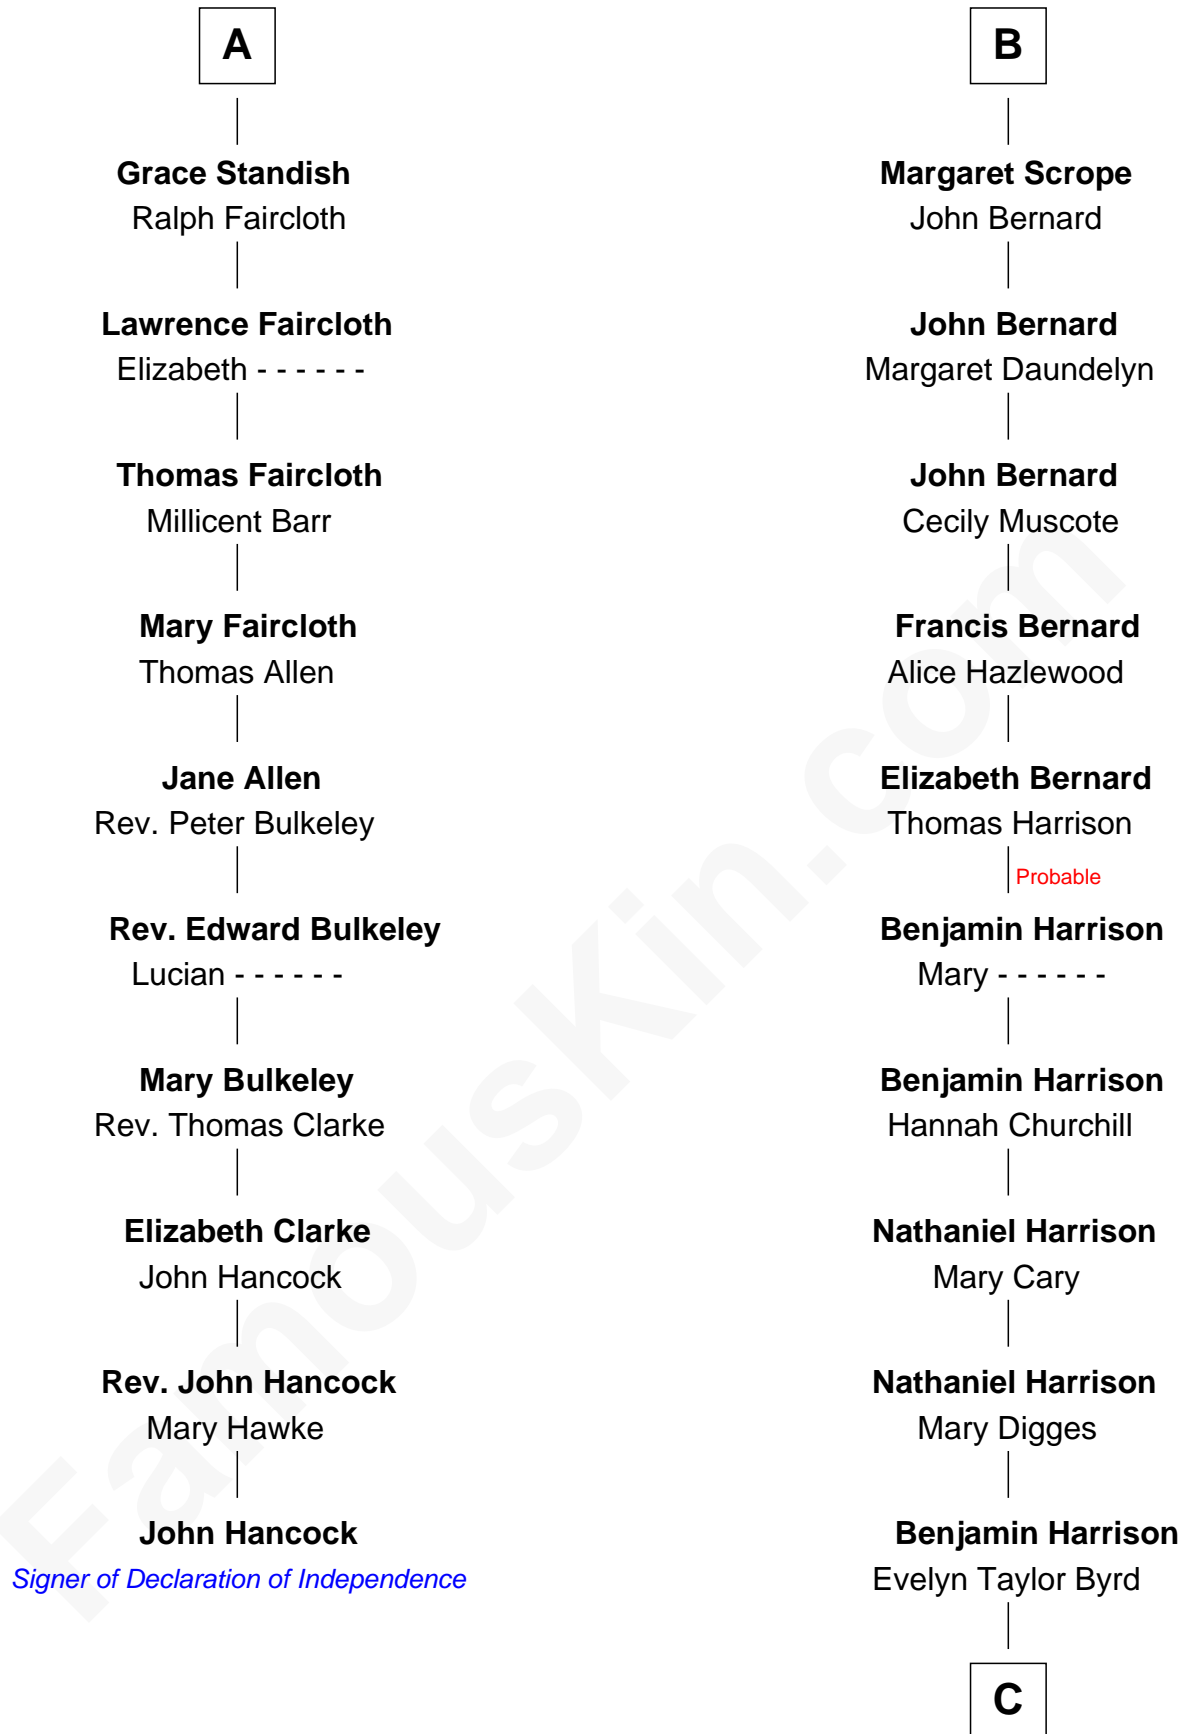 A
Grace Standish
Ralph Faircloth
Lawrence Faircloth
Elizabeth - - - - - -
Thomas Faircloth
Millicent Barr
Mary Faircloth
Thomas Allen
Jane Allen
Rev. Peter Bulkeley
Rev. Edward Bulkeley
Lucian - - - - - -
Mary Bulkeley
Rev. Thomas Clarke
Elizabeth Clarke
John Hancock
Rev. John Hancock
Mary Hawke
John Hancock
Signer of Declaration of Independence
B
Margaret Scrope
John Bernard
John Bernard
Margaret Daundelyn
John Bernard
Cecily Muscote
Francis Bernard
Alice Hazlewood
Elizabeth Bernard
Thomas Harrison
Probable
Benjamin Harrison
Mary - - - - - -
Benjamin Harrison
Hannah Churchill
Nathaniel Harrison
Mary Cary
Nathaniel Harrison
Mary Digges
Benjamin Harrison
Evelyn Taylor Byrd
C
FamousKin.com